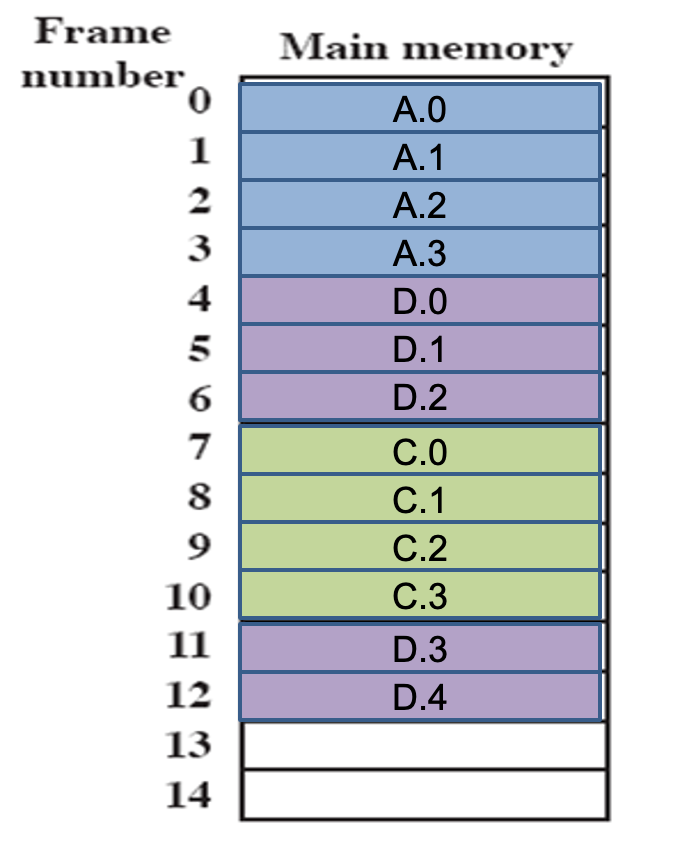 Frame
number
Main memory
0 A.0
1 A.1
2 A.2
3 A.3
4 D.0
5 D.1
6 D.2
7 C.0
8 C.1
9 C.2
10 C.3
11 D.3
12 D.4
13
14